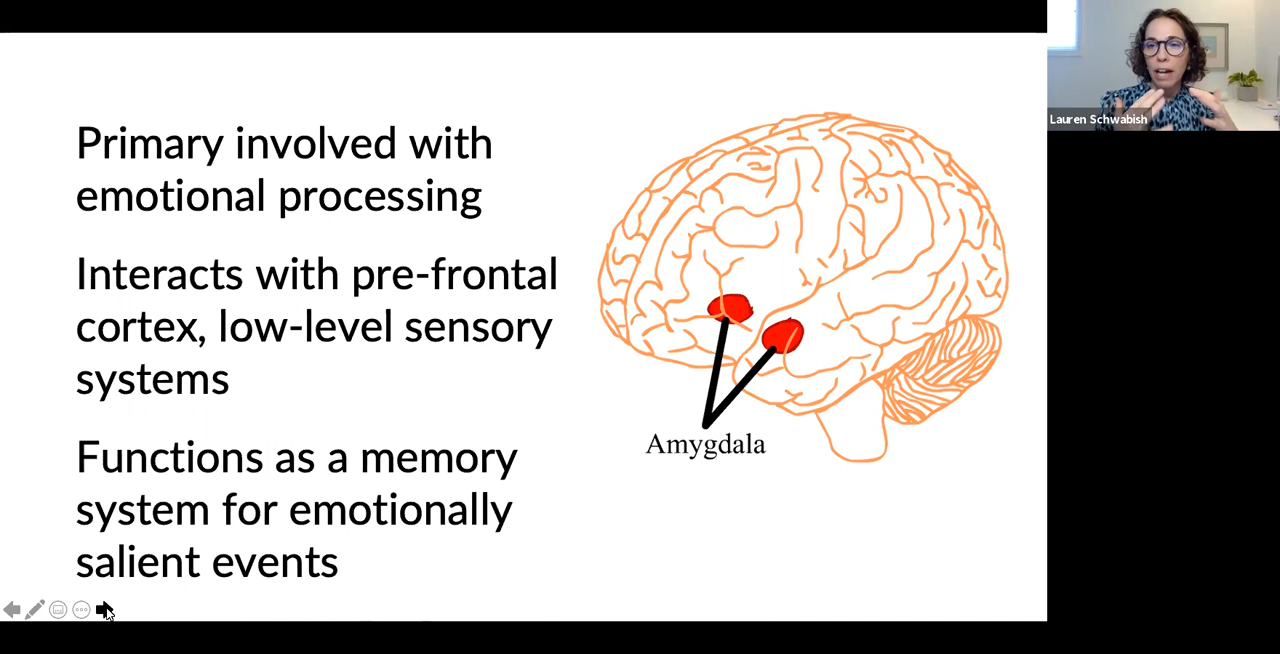 Primary involved with
emotional processing
Interacts with pre-frontal
cortex, low-level sensory
systems
Functions as a memory
system for emotionally
salient events
Amygdala
Lauren Schwabish